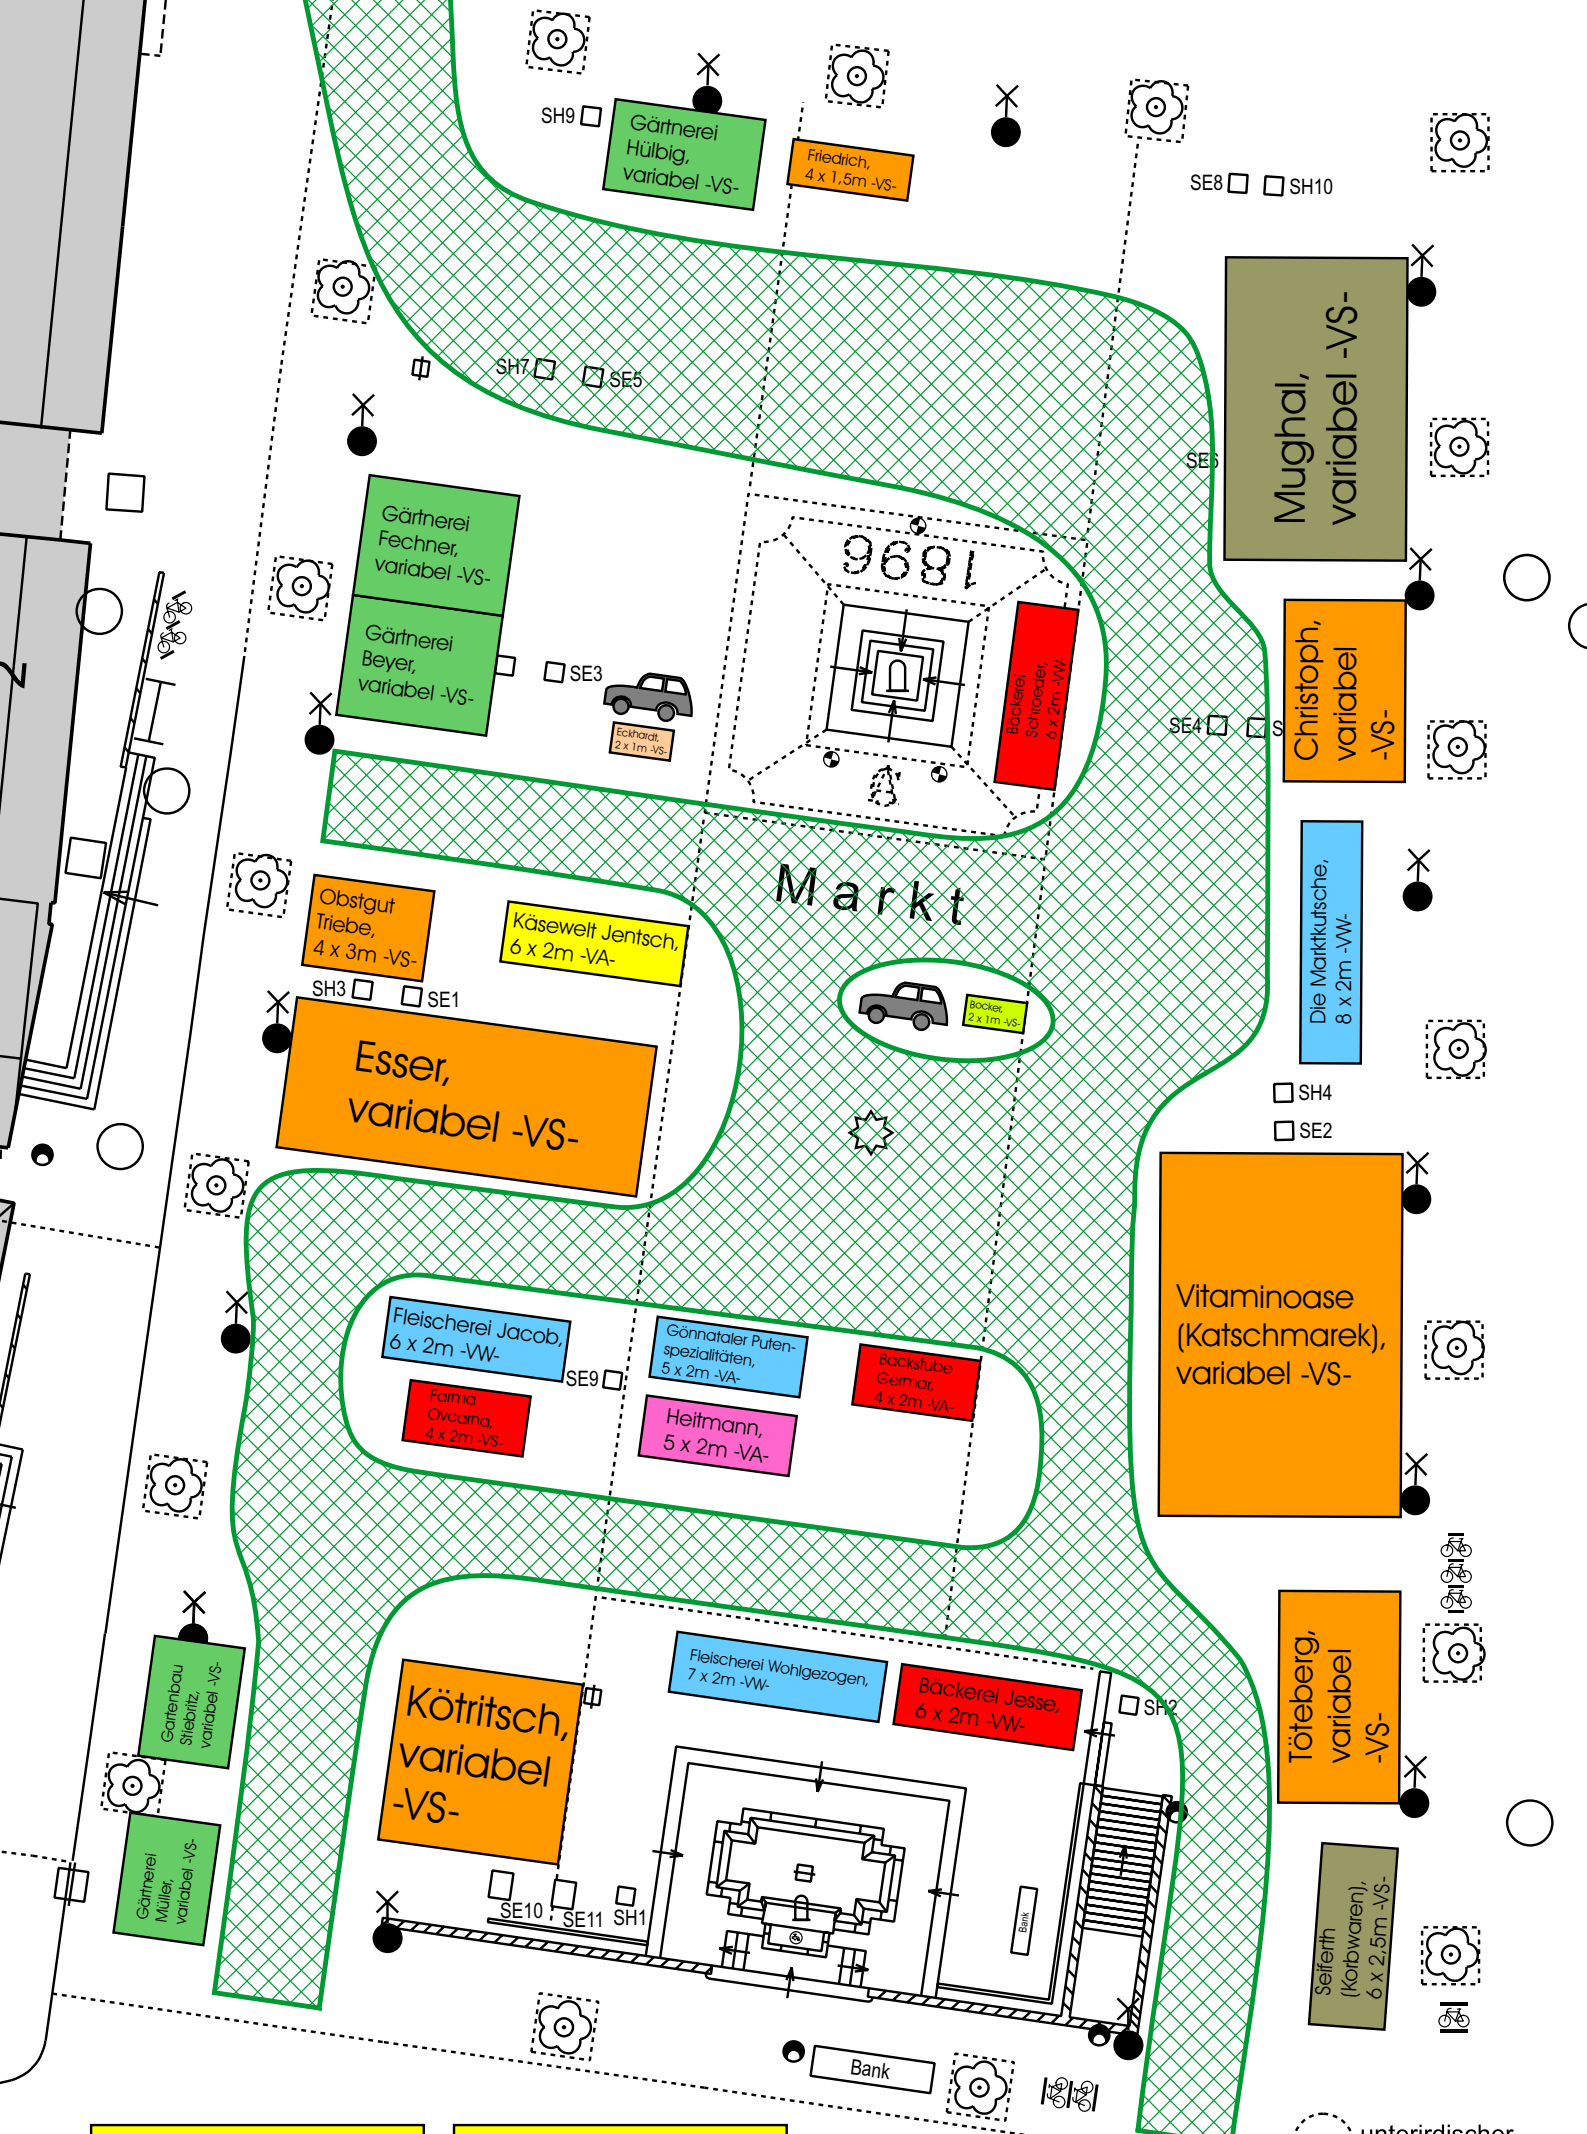 SH9
Gärtnerei
Hülbig,
variabel -VS-
Friedrich,
4 x 1,5m -VS-
SE8
SH10
Mughal,
variabel -VS-
SH7
SE5
SE6
Gärtnerei
Fechner,
variabel -VS-
1896
Gärtnerei
Beyer,
variabel -VS-
SE3
Eckhardt,
2 x 1m -VS-
Bäckerei
Schroeder,
6 x 2m -VW-
A
SE4
S
Christoph,
variabel
-VS-
2
Markt
Obstgut
Triebe,
4 x 3m -VS-
Käsewelt Jentsch,
6 x 2m -VA-
Die Marktkutsche,
8 x 2m -VW-
SH3
SE1
Bocker,
2 x 1m -VS-
Esser,
variabel -VS-
SH4
SE2
Vitaminoase
(Katschmarek),
variabel -VS-
Fleischerei Jacob,
6 x 2m -VW-
SE9
Gönnataler Puten-
spezialitäten,
5 x 2m -VA-
Backstube
Germar,
4 x 2m -VA-
Farma
Ovcarna,
4 x 2m -VS-
Heitmann,
5 x 2m -VA-
Gartenbau
Stiebritz,
variabel -VS-
Kötritsch,
variabel
-VS-
Fleischerei Wohlgezogen,
7 x 2m -VW-
Bäckerei Jesse,
6 x 2m -VW-
SH2
Töteberg,
variabel
-VS-
Gärtnerei
Müller,
variabel -VS-
SE10
SE11
SH1
Bank
Seiferth
(Korbwaren),
6 x 2,5m -VS-
Bank
unterirdischer